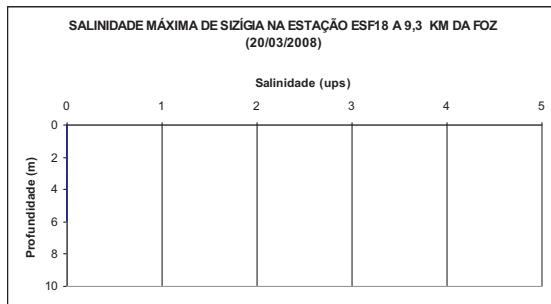 SALINIDADE MÁXIMA DE SIZÍGIA NA ESTAÇÃO ESF18 A 9,3 KM DA FOZ
(20/03/2008)
Salinidade (ups)
0 1 2 3 4 5
Profundidade (m)
0
2
4
6
8
10